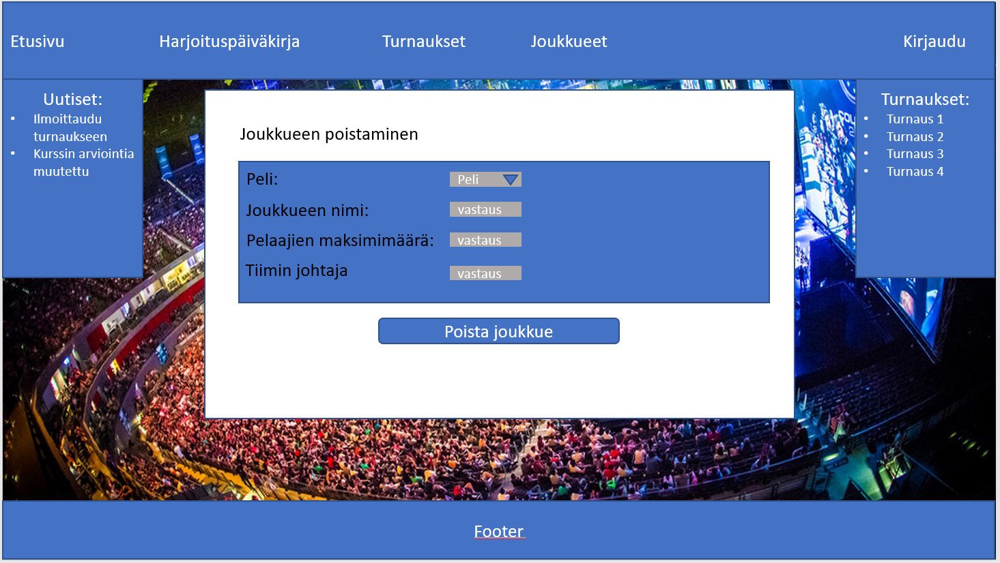 Etusivu Harjoituspäiväkirja Turnaukset Joukkueet Kirjaudu
Uutiset:
• Ilmoittaudu
turnaukseen
• Kurssin arviointia
muutettu
Joukkueen poistaminen
Peli: Peli
Joukkueen nimi: vastaus
Pelaajien maksimimäärä: vastaus
Tiimin johtaja vastaus
Poista joukkue
Turnaukset:
• Turnaus 1
• Turnaus 2
• Turnaus 3
• Turnaus 4
Footer